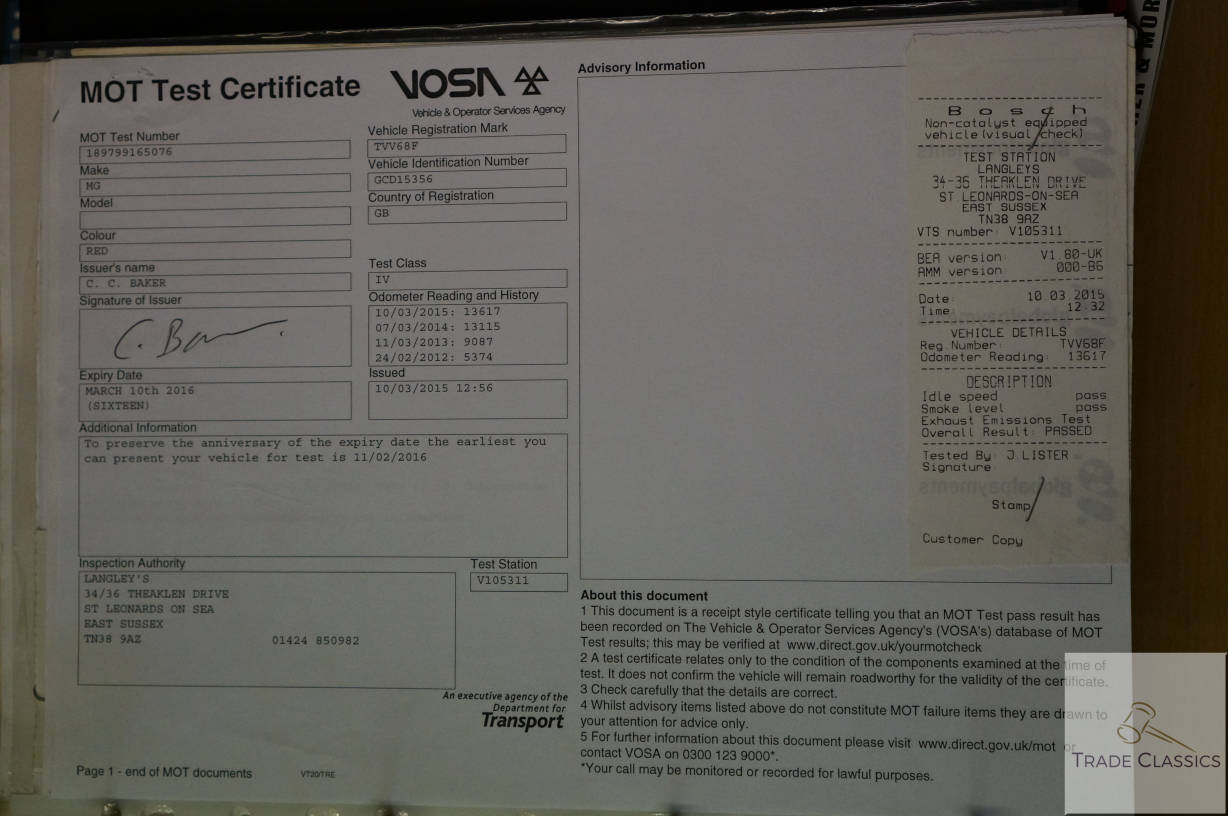 MOT Test Certificate
VOSA
Vehicle & Operator Services Agency
MOT Test Number
189799165076
Make
MG
Model
Colour
RED
Issuer's name
C. C. BAKER
Signature of Issuer
Expiry Date
MARCH 10th 2016
(SIXTEEN)
Vehicle Registration Mark
TVV68F
Vehicle Identification Number
GCD15356
Country of Registration
GB
Test Class
IV
Odometer Reading and History
10/03/2015: 13617
07/03/2014: 13115
11/03/2013: 9087
24/02/2012: 5374
Issued
10/03/2015 12:56
Additional Information
To preserve the anniversary of the expiry date the earliest you
can present your vehicle for test is 11/02/2016
Inspection Authority
LANGLEY'S
34/36 THEAKLEN DRIVE
ST LEONARDS ON SEA
EAST SUSSEX
TN38 9AZ 01424 850982
Test Station
V105311
An executive agency of the
Department for
Transport
Page 1 - end of MOT documents
VT20/TRE
Advisory Information
About this document
1 This document is a receipt style certificate telling you that an MOT Test pass result has
been recorded on The Vehicle & Operator Services Agency's (VOSA's) database of MOT
Test results; this may be verified at www.direct.gov.uk/yourmotcheck
2 A test certificate relates only to the condition of the components examined at the time of
test. It does not confirm the vehicle will remain roadworthy for the validity of the certificate.
3 Check carefully that the details are correct.
4 Whilst advisory items listed above do not constitute MOT failure items they are drawn to
your attention for advice only.
5 For further information about this document please visit www.direct.gov.uk/mot or
contact VOSA on 0300 123 9000*.
*Your call may be monitored or recorded for lawful purposes.
Bosch
Non-catalyst equipped
vehicle (visual check)
TEST STATION
LANGLEYS
34-36 THEAKLEN DRIVE
ST.LEONARDS-ON-SEA
EAST SUSSEX
TN38 9AZ
VTS number: V105311
BEA version: V1.80-UK
AMM version: 000-B6
Date: 10.03.2015
Time: 12:32
VEHICLE DETAILS
Reg.Number: TVV68F
Odometer Reading: 13617
DESCRIPTION
Idle speed pass
Smoke level pass
Exhaust Emissions Test
Overall Result: PASSED
Tested By: J.LISTER
Signature:
Stamp
Customer Copy
TRADE CLASSICS